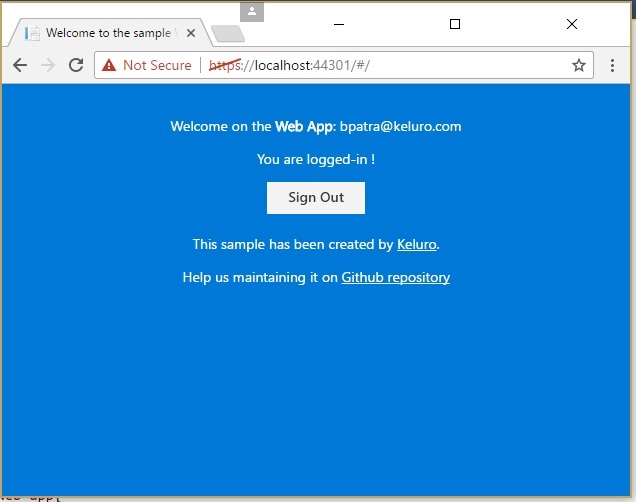 Welcome to the sample
Not Secure https://localhost:44301/#/
Welcome on the Web App: bpatra@keluro.com
You are logged-in !
Sign Out
This sample has been created by Keluro.
Help us maintaining it on Github repository